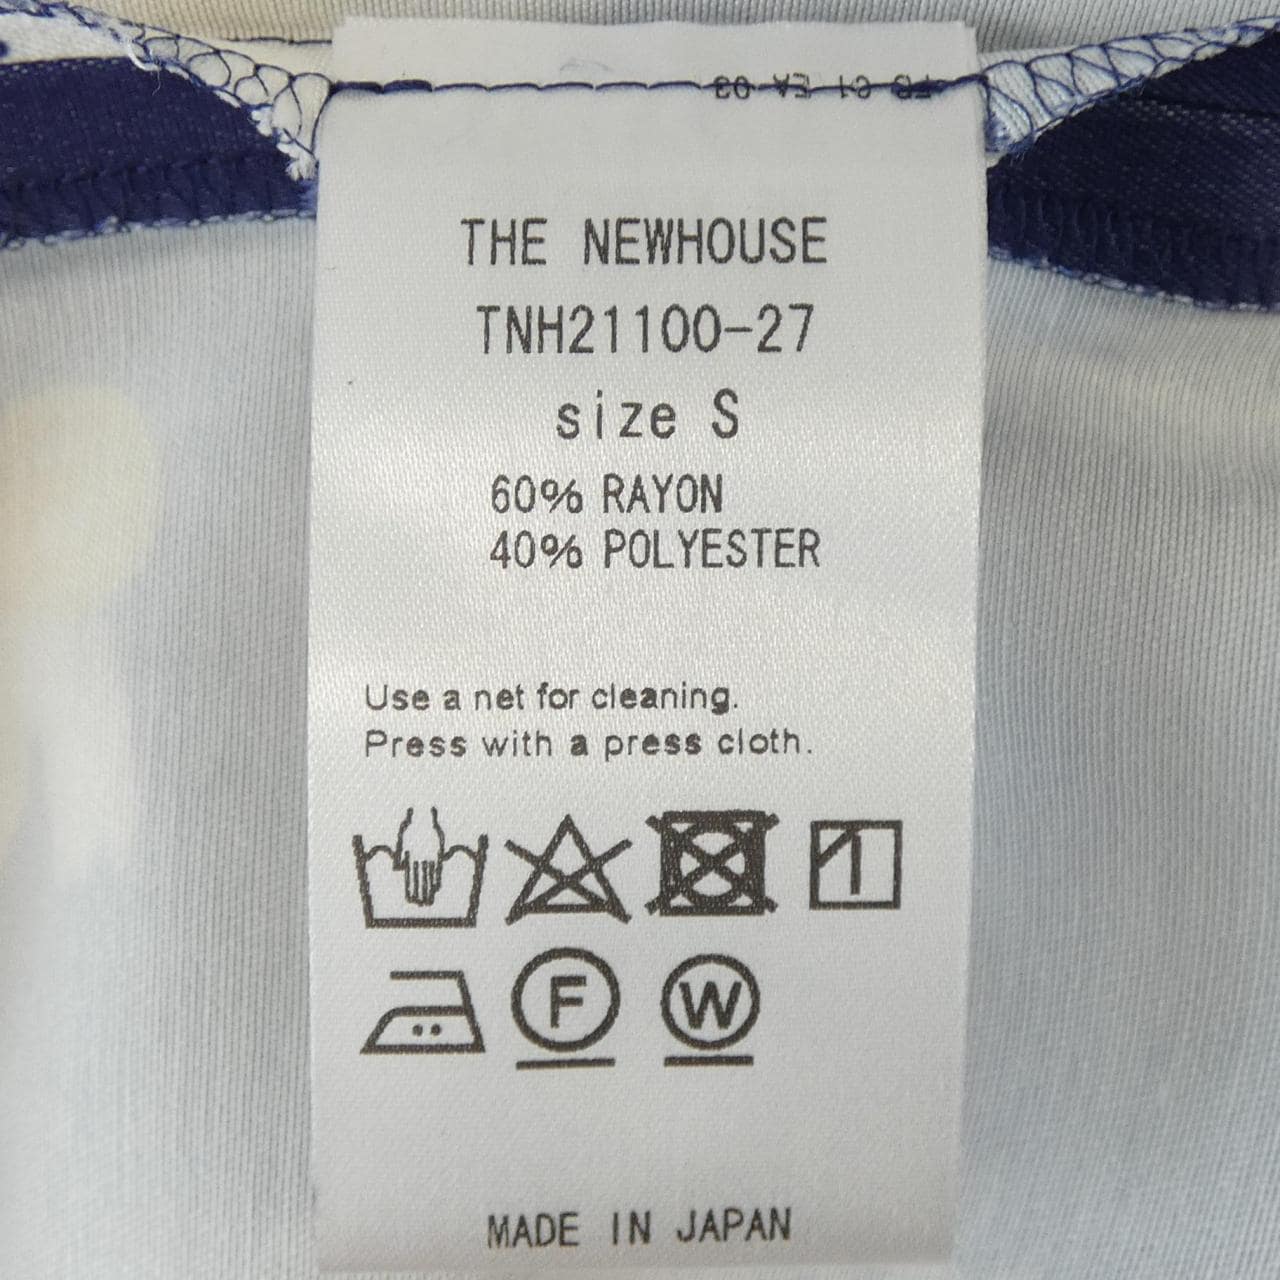 THE NEWHOUSE
TNH21100-27
size S
60% RAYON
40% POLYESTER
Use a net for cleaning.
Press with a press cloth.
F W
MADE IN JAPAN